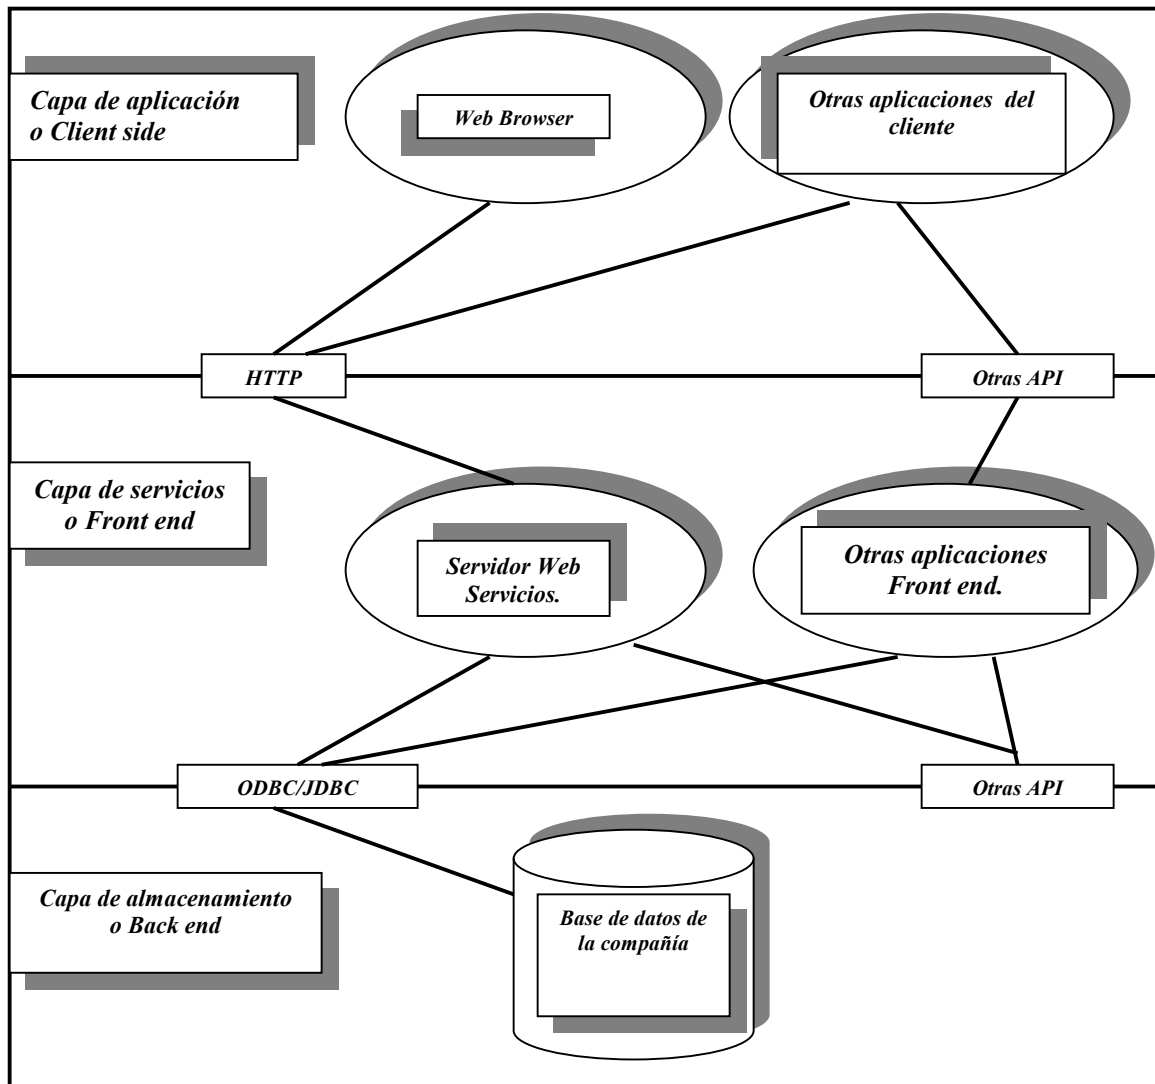 Capa de aplicación
o Client side
Web Browser
Otras aplicaciones del
cliente
HTTP
Otras API
Capa de servicios
o Front end
Servidor Web
Servicios.
Otras aplicaciones
Front end.
ODBC/JDBC
Otras API
Capa de almacenamiento
o Back end
Base de datos de
la compañía